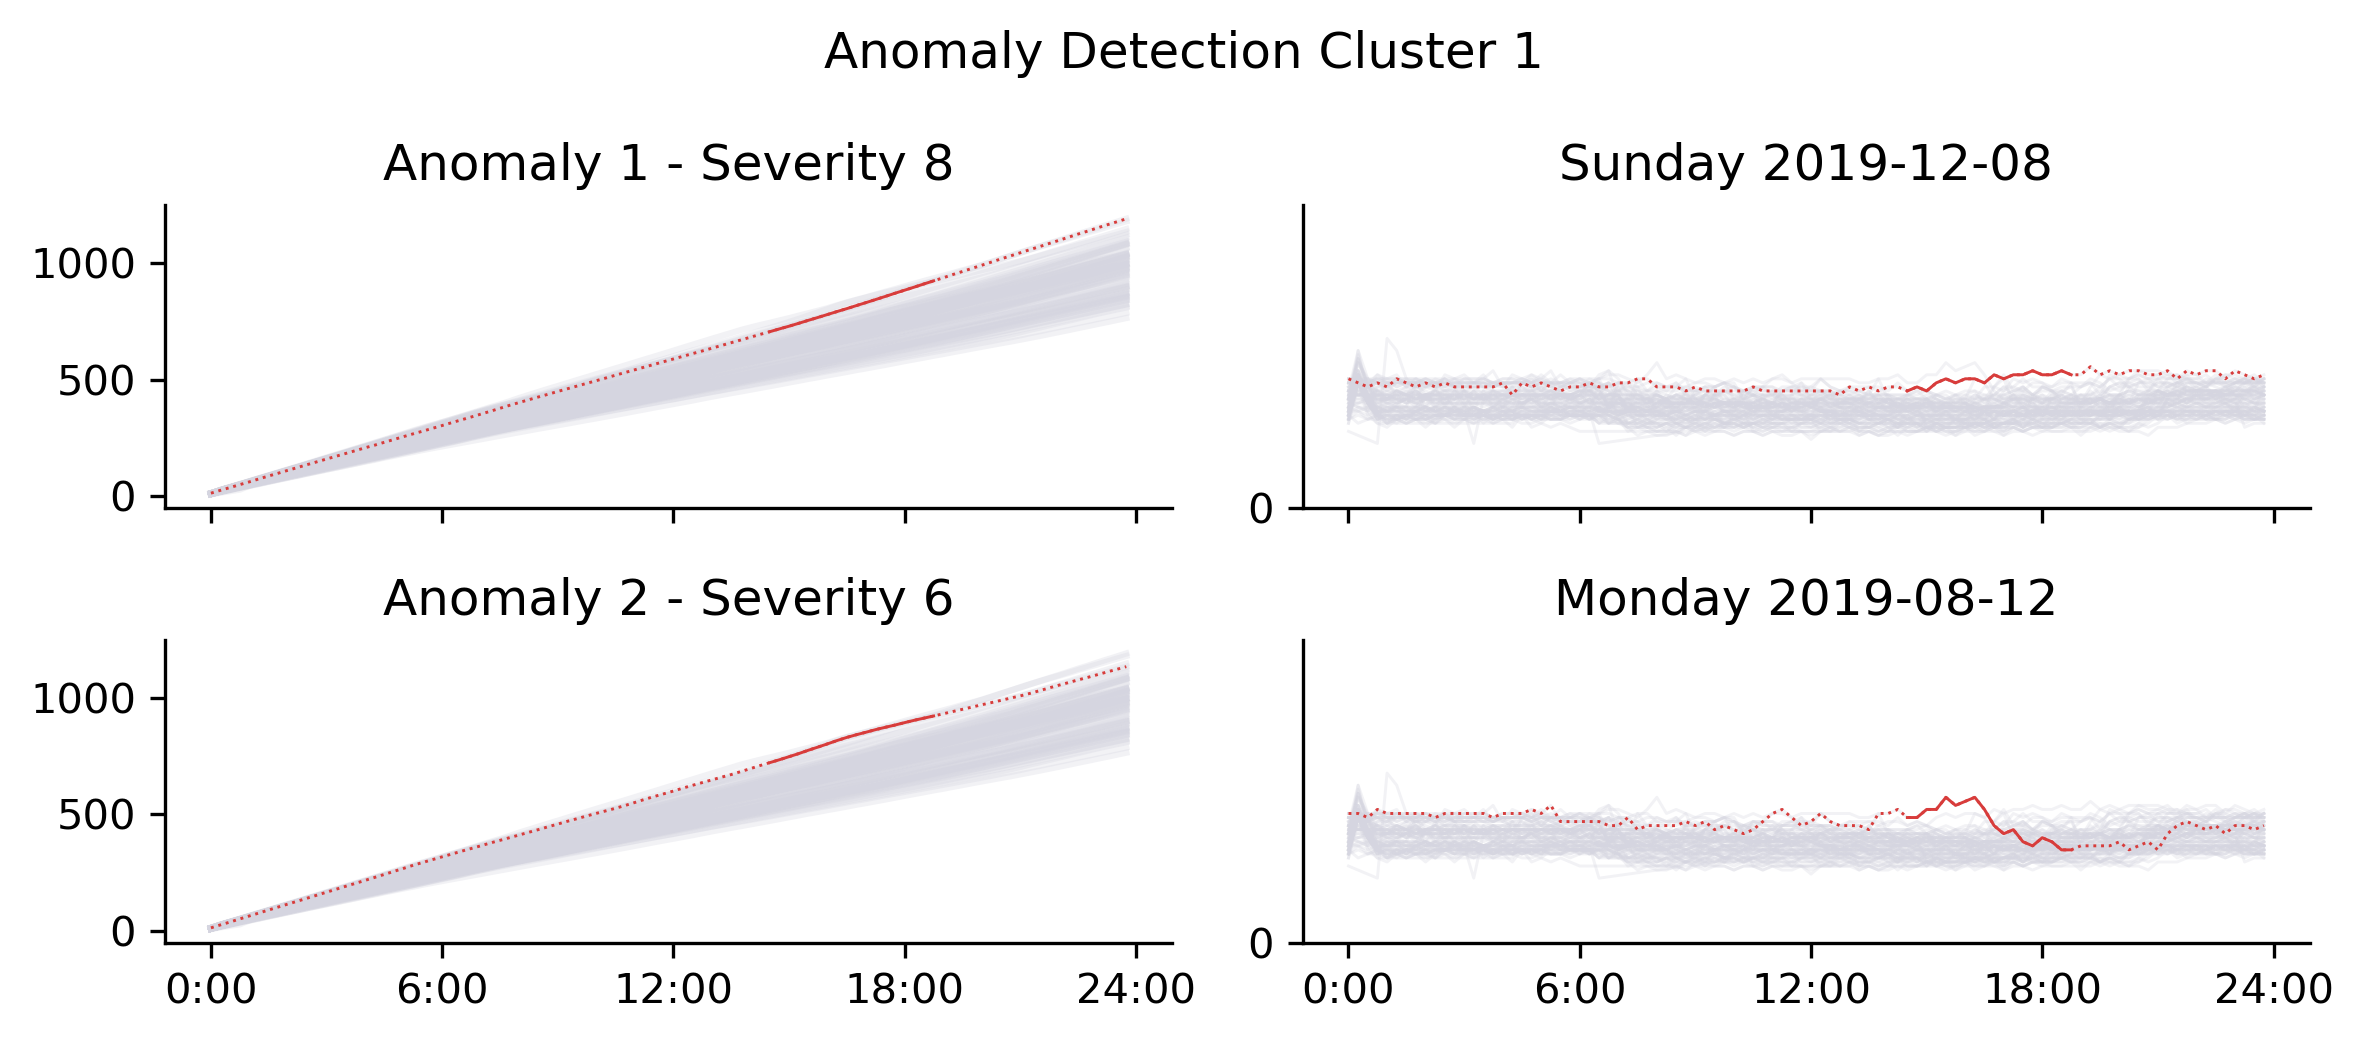 Anomaly Detection Cluster 1
Anomaly 1 - Severity 8
Sunday 2019-12-08
1000
500
0
0
Anomaly 2 - Severity 6
Monday 2019-08-12
1000
500
0
0
0:00 6:00 12:00 18:00 24:00
0:00 6:00 12:00 18:00 24:00